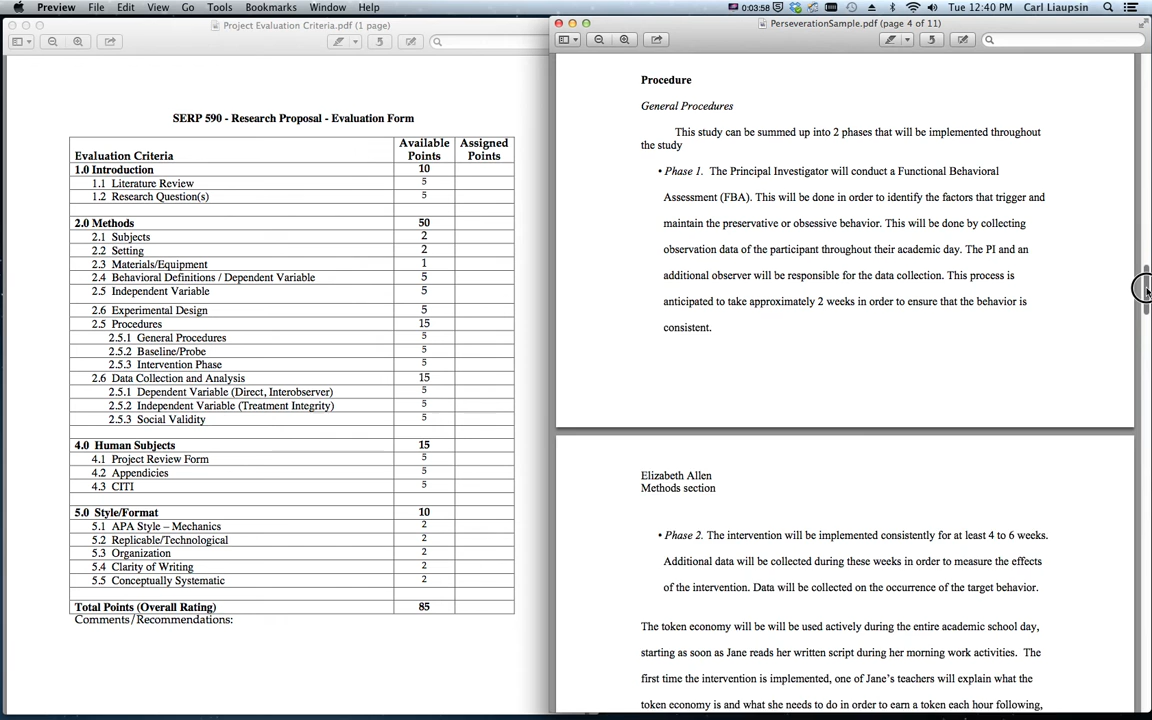 Preview File Edit View Go Tools Bookmarks Window Help 0:03:58 Tue 12:40 PM Carl Liaupsin
Project Evaluation Criteria.pdf (1 page)
SERP 590 - Research Proposal - Evaluation Form
Evaluation Criteria Available Points Assigned Points
1.0 Introduction 10
1.1 Literature Review 5
1.2 Research Question(s) 5
2.0 Methods 50
2.1 Subjects 2
2.2 Setting 2
2.3 Materials/Equipment 1
2.4 Behavioral Definitions / Dependent Variable 5
2.5 Independent Variable 5
2.6 Experimental Design 5
2.5 Procedures 15
2.5.1 General Procedures 5
2.5.2 Baseline/Probe 5
2.5.3 Intervention Phase 5
2.6 Data Collection and Analysis 15
2.5.1 Dependent Variable (Direct, Interobserver) 5
2.5.2 Independent Variable (Treatment Integrity) 5
2.5.3 Social Validity 5
4.0 Human Subjects 15
4.1 Project Review Form 5
4.2 Appendicies 5
4.3 CITI 5
5.0 Style/Format 10
5.1 APA Style – Mechanics 2
5.2 Replicable/Technological 2
5.3 Organization 2
5.4 Clarity of Writing 2
5.5 Conceptually Systematic 2
Total Points (Overall Rating) 85
Comments/Recommendations:
PerseverationSample.pdf (page 4 of 11)
Procedure
General Procedures
This study can be summed up into 2 phases that will be implemented throughout
the study
• Phase 1. The Principal Investigator will conduct a Functional Behavioral
Assessment (FBA). This will be done in order to identify the factors that trigger and
maintain the preservative or obsessive behavior. This will be done by collecting
observation data of the participant throughout their academic day. The PI and an
additional observer will be responsible for the data collection. This process is
anticipated to take approximately 2 weeks in order to ensure that the behavior is
consistent.
Elizabeth Allen
Methods section
• Phase 2. The intervention will be implemented consistently for at least 4 to 6 weeks.
Additional data will be collected during these weeks in order to measure the effects
of the intervention. Data will be collected on the occurrence of the target behavior.
The token economy will be will be used actively during the entire academic school day,
starting as soon as Jane reads her written script during her morning work activities. The
first time the intervention is implemented, one of Jane's teachers will explain what the
token economy is and what she needs to do in order to earn a token each hour following,